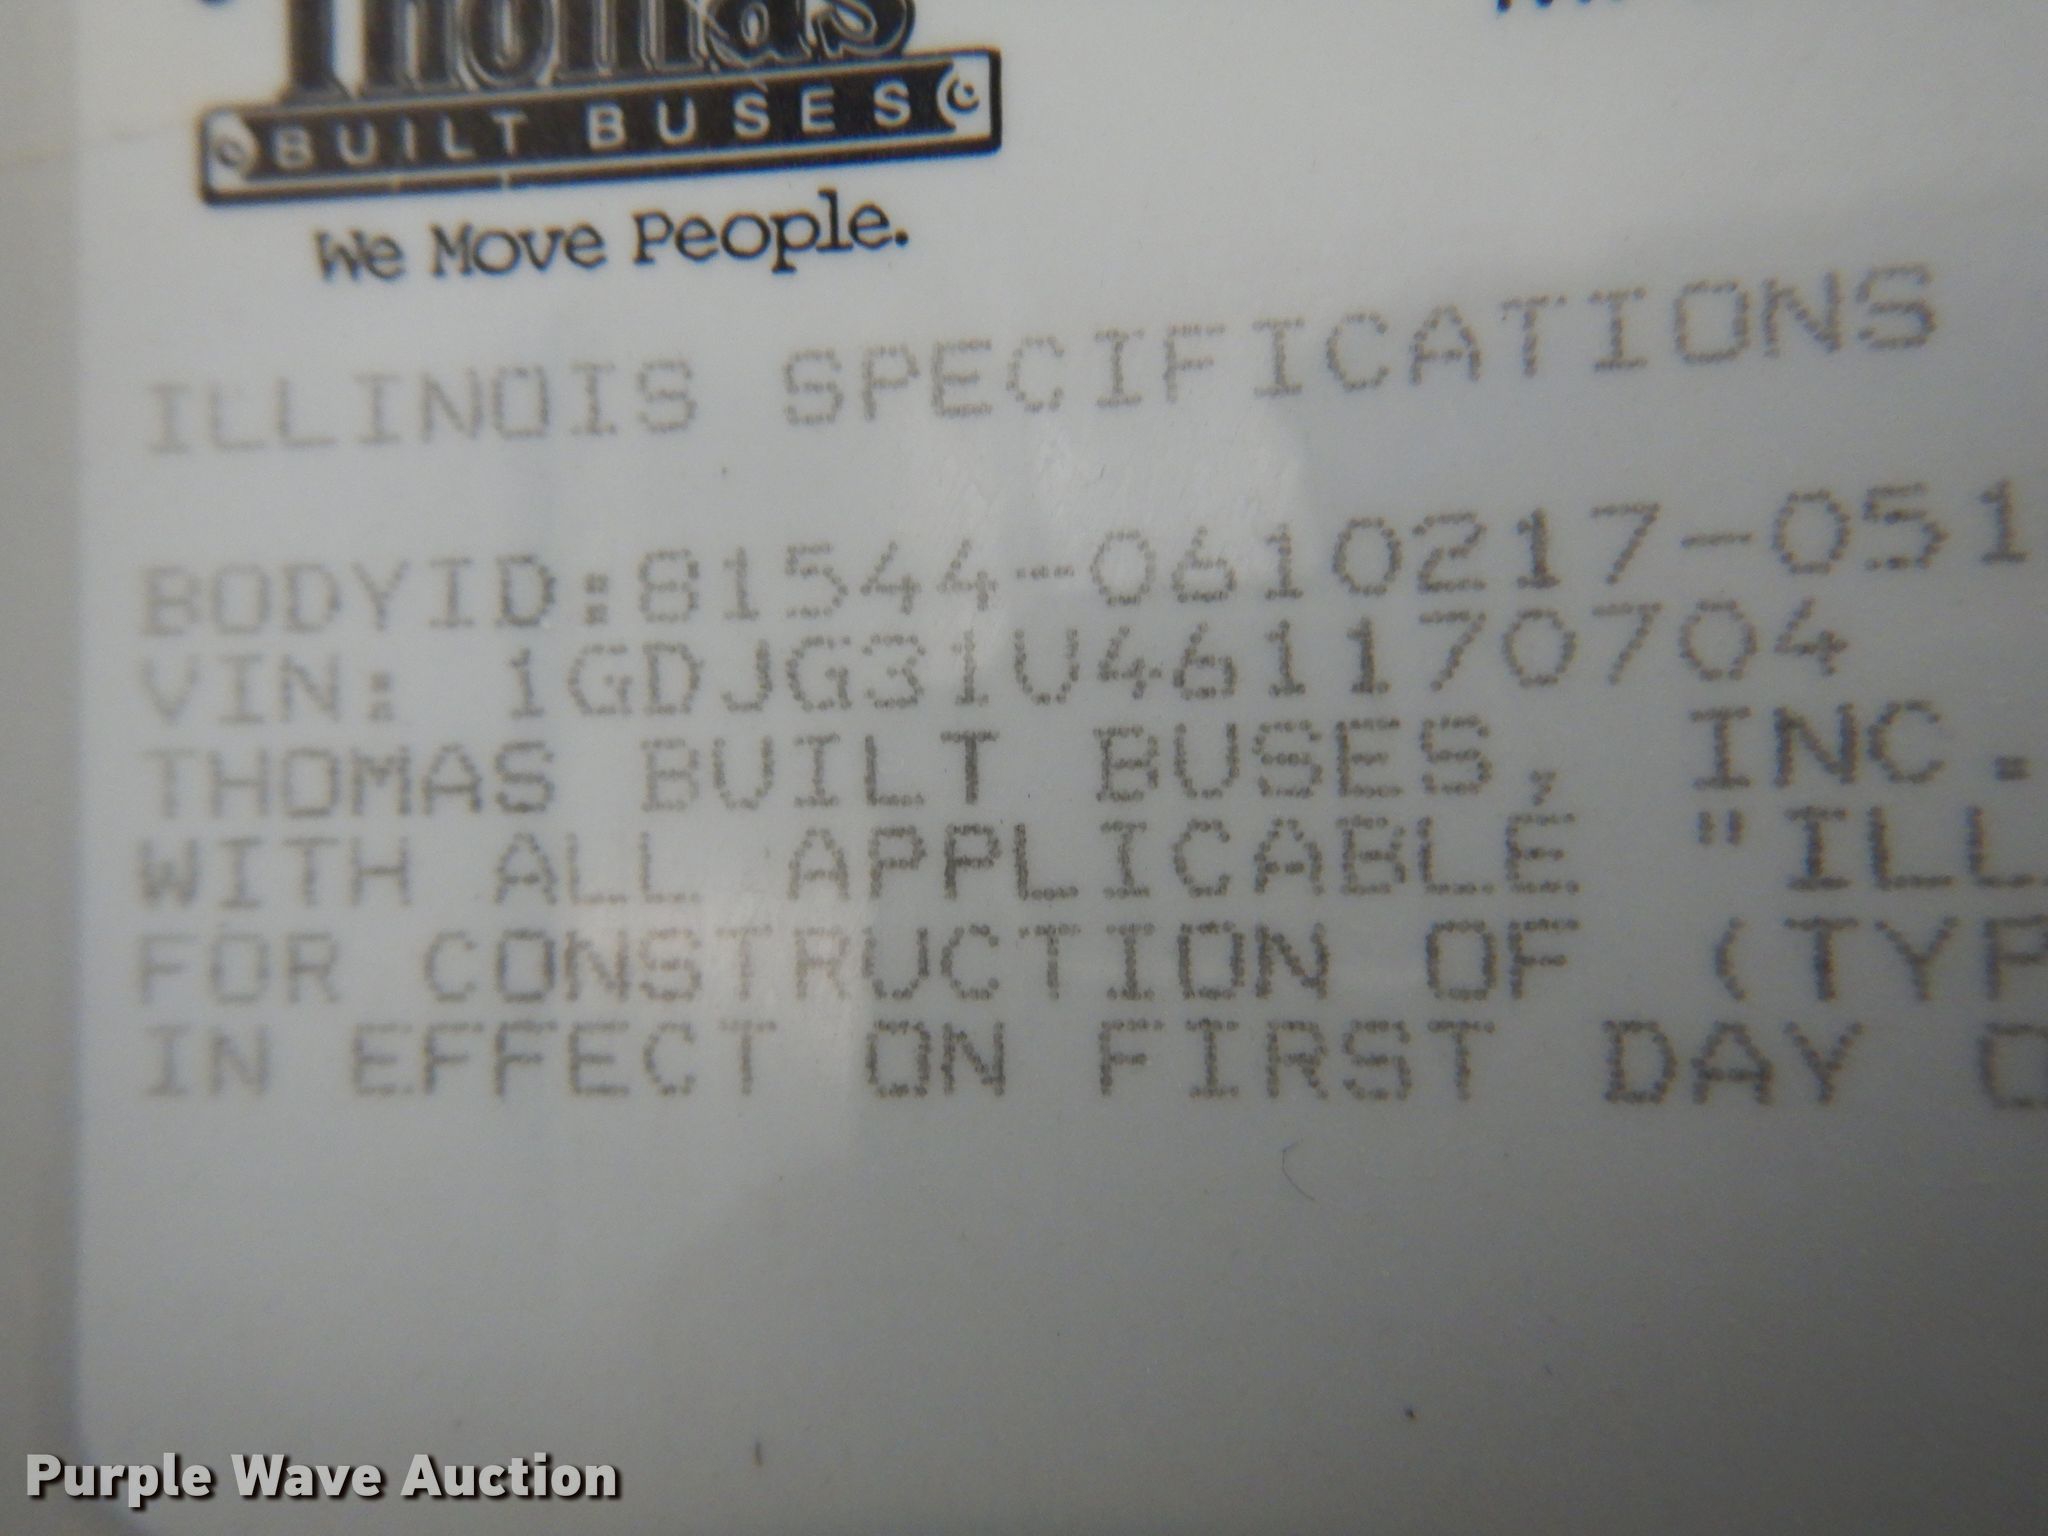 Thomas
BUILT BUSES
We Move People.
ILLINOIS SPECIFICATIONS
BODYID:81544-0610217-051
VIN: 1GDJG31U461170704
THOMAS BUILT BUSES, INC.
WITH ALL APPLICABLE "ILL
FOR CONSTRUCTION OF (TYP
IN EFFECT ON FIRST DAY O
Purple Wave Auction